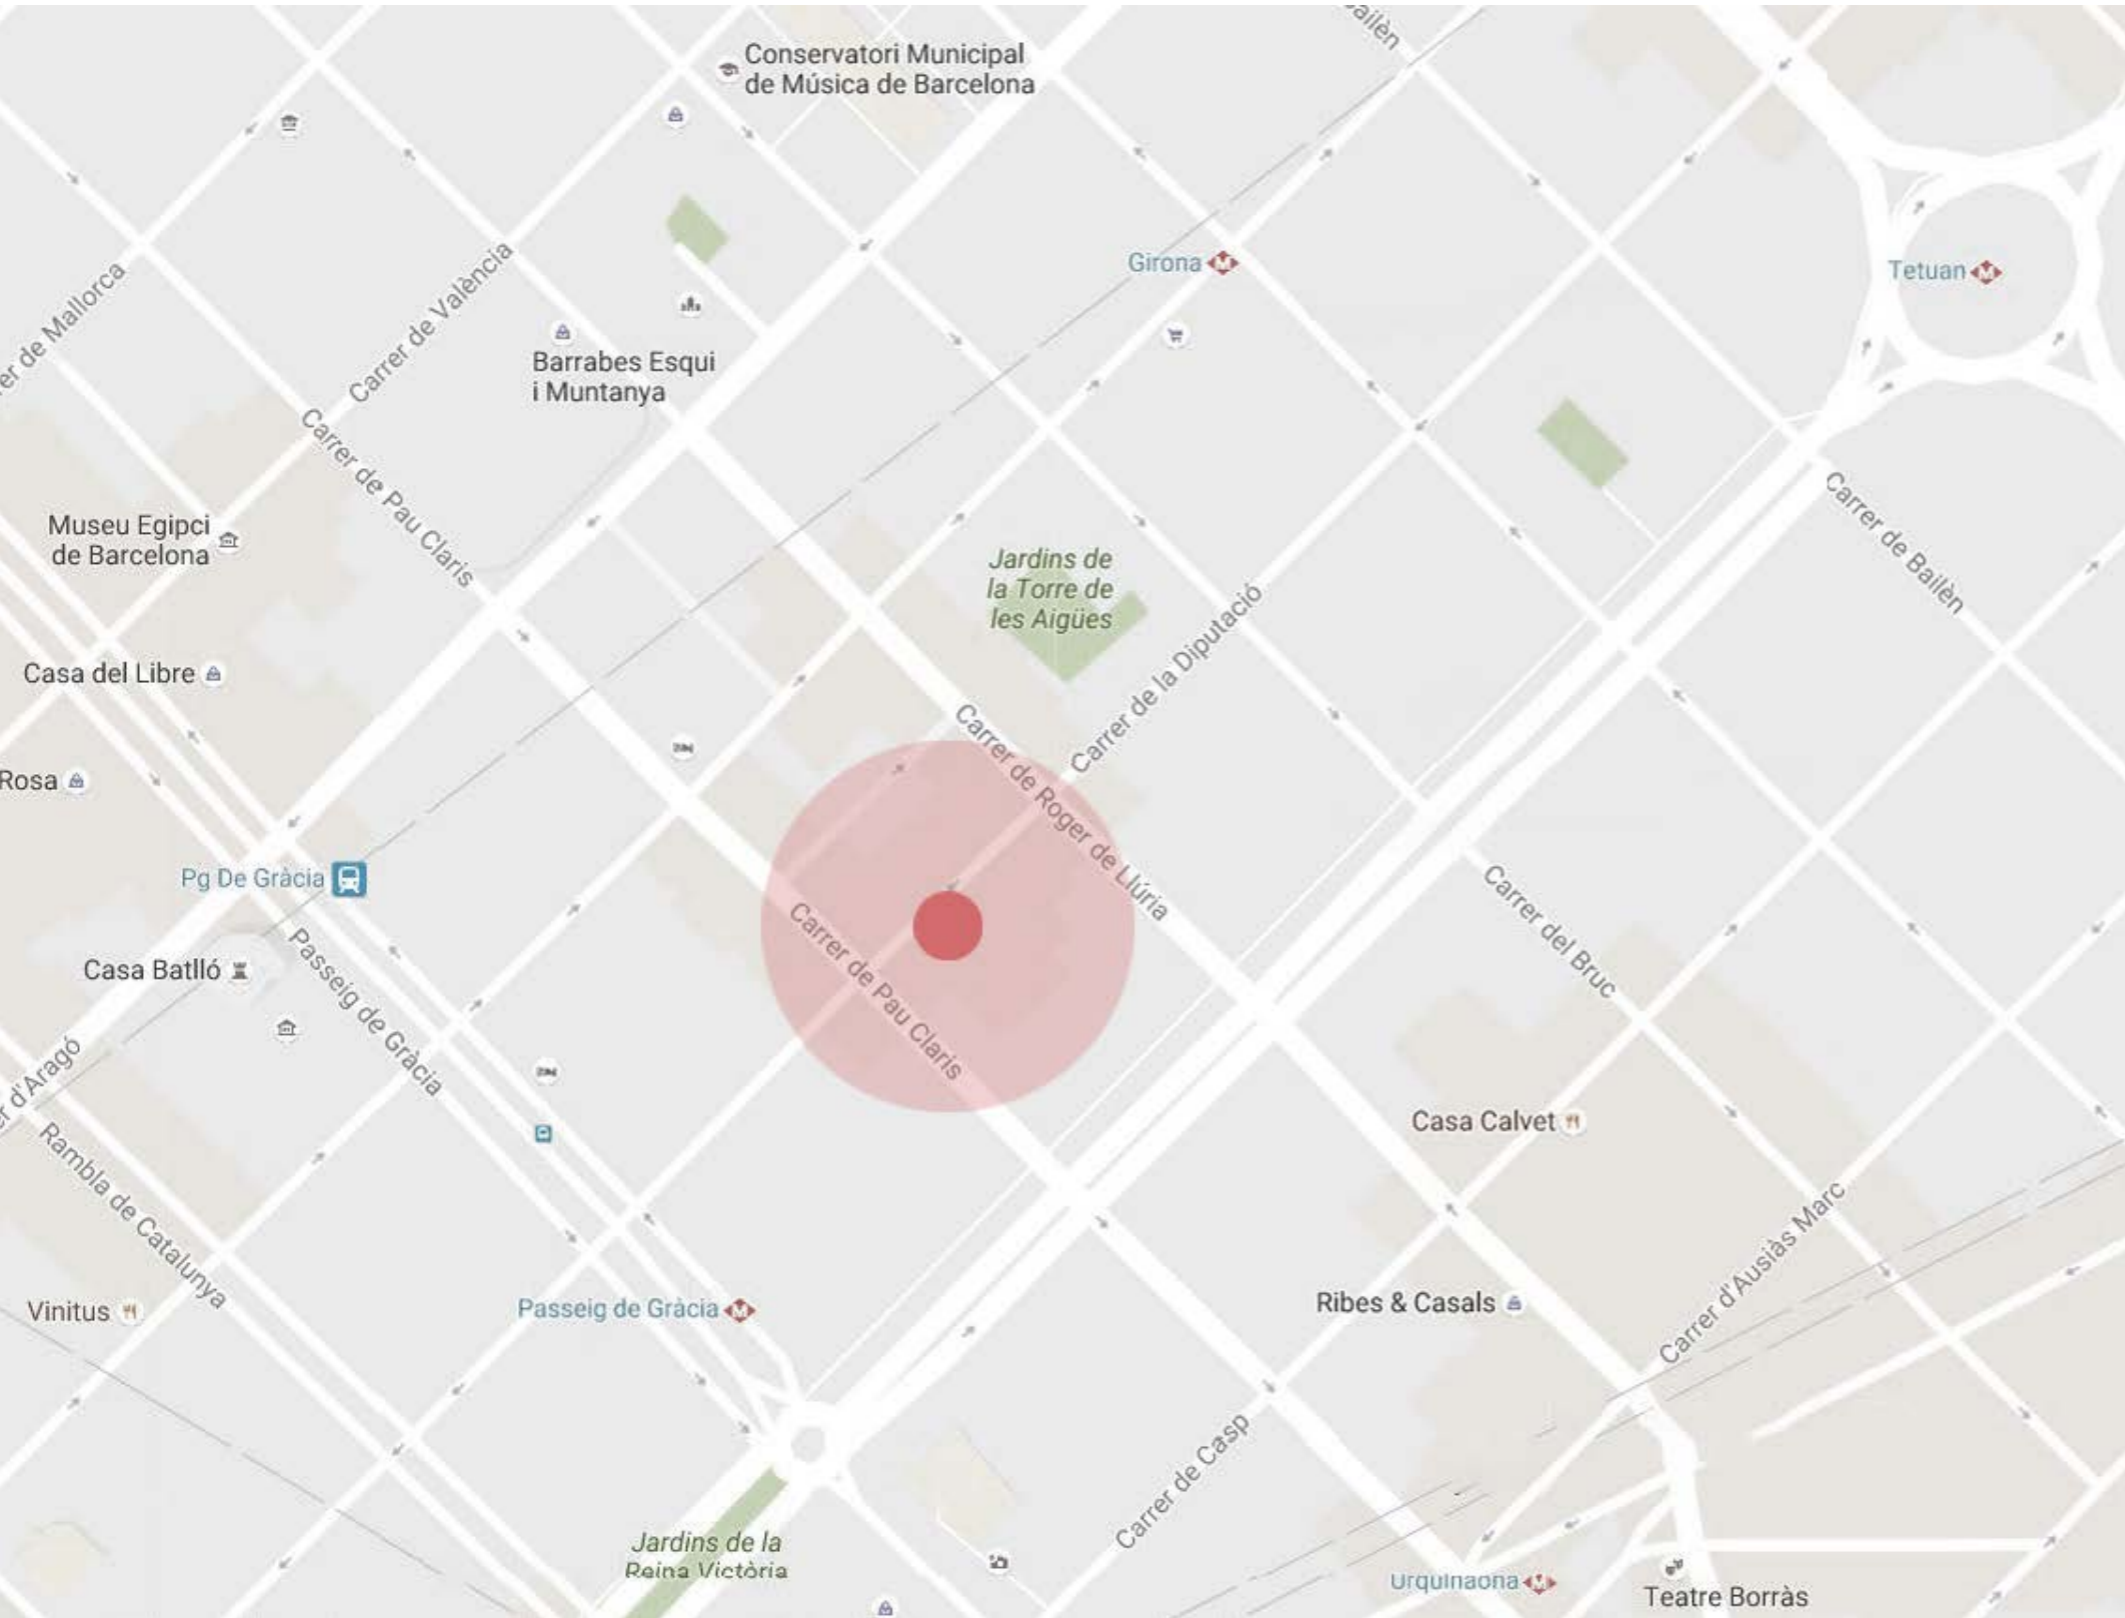 Conservatori Municipal
de Música de Barcelona
ailèn
Girona
Tetuan
er de Mallorca
Carrer de València
Barrabes Esqui
i Muntanya
Carrer de Pau Claris
Museu Egipci
de Barcelona
Jardins de
la Torre de
les Aigües
Carrer de Bailèn
Carrer de la Diputació
Casa del Libre
Rosa
Carrer de Roger de Llúria
Pg De Gràcia
Carrer de Pau Claris
Carrer del Bruc
Casa Batlló
Passeig de Gràcia
r d'Aragó
Casa Calvet
Rambla de Catalunya
Carrer d'Ausiàs Marc
Vinitus
Passeig de Gràcia
Ribes & Casals
Carrer de Casp
Jardins de la
Reina Victòria
Urquinaona
Teatre Borràs